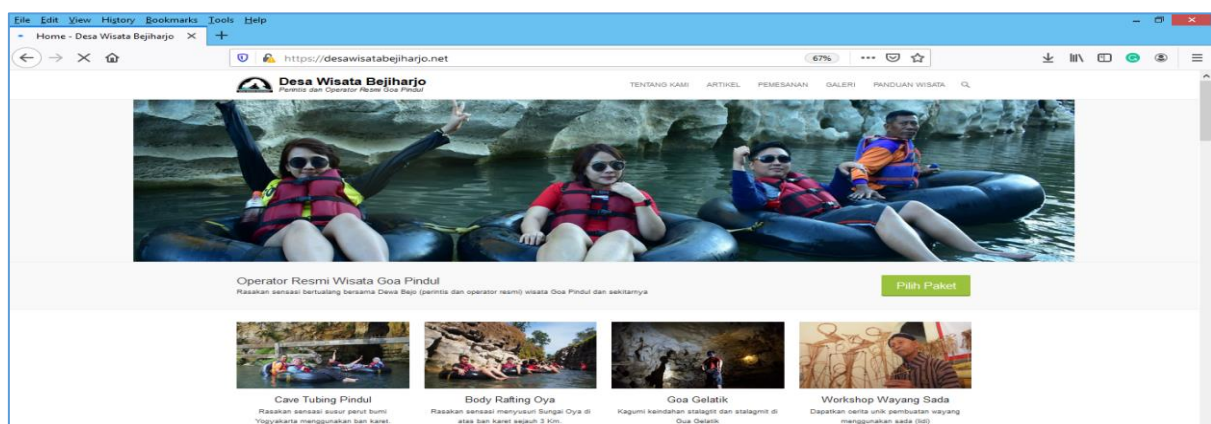 File Edit View History Bookmarks Tools Help
Home - Desa Wisata Bejiharjo
https://desawisatabejiharjo.net
67%
Desa Wisata Bejiharjo
Perintis dan Operator Resmi Goa Pindul
TENTANG KAMI ARTIKEL PEMESANAN GALERI PANDUAN WISATA
Operator Resmi Wisata Goa Pindul
Rasakan sensasi bertualang bersama Dewa Bejo (perintis dan operator resmi) wisata Goa Pindul dan sekitarnya
Pilih Paket
Cave Tubing Pindul
Rasakan sensasi susur perut bumi
Yogyakarta menggunakan ban karet.
Body Rafting Oya
Rasakan sensasi menyusuri Sungai Oya di
atas ban karet sejauh 3 Km.
Goa Gelatik
Kagumi keindahan stalagtit dan stalagmit di
Gua Gelatik
Workshop Wayang Sada
Dapatkan cerita unik pembuatan wayang
menggunakan sada (lidi)